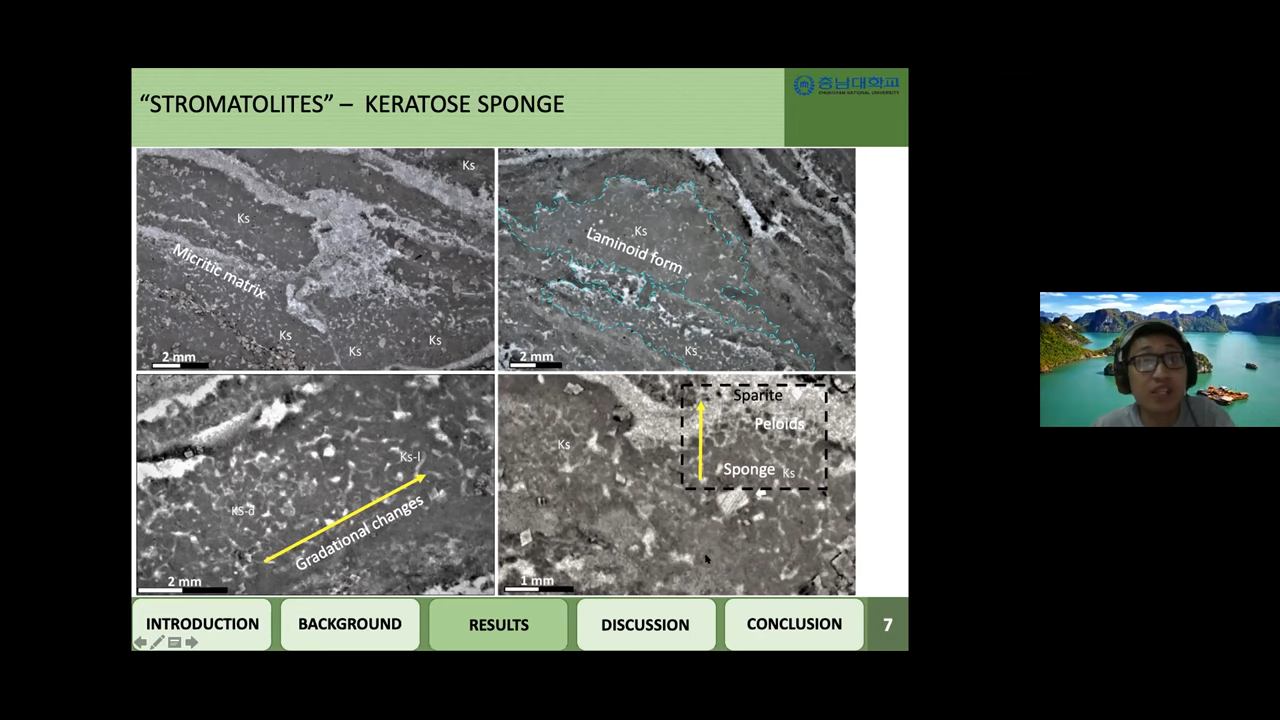 “STROMATOLITES” – KERATOSE SPONGE
충남대학교
CHUNGNAM NATIONAL UNIVERSITY
Ks
Ks
Micritic matrix
Ks
Ks
Ks
2 mm
Ks
Laminoid form
Ks
2 mm
Ks-l
KS-d
Gradational changes
2 mm
Sparite
Peloids
Ks
Sponge Ks
1 mm
INTRODUCTION
BACKGROUND
RESULTS
DISCUSSION
CONCLUSION
7